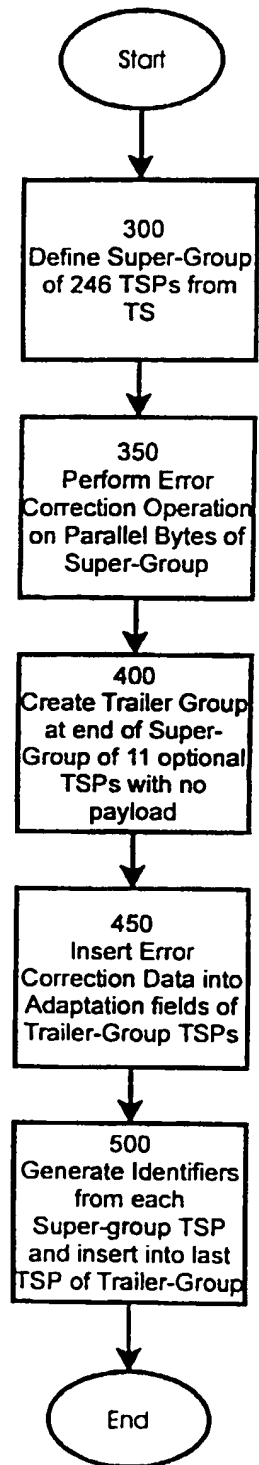 Start
300
Define Super-Group
of 246 TSPs from
TS
350
Perform Error
Correction Operation
on Parallel Bytes of
Super-Group
400
Create Trailer Group
at end of Super-
Group of 11 optional
TSPs with no
payload
450
Insert Error
Correction Data into
Adaptation fields of
Trailer-Group TSPs
500
Generate Identifiers
from each
Super-group TSP
and insert into last
TSP of Trailer-Group
End